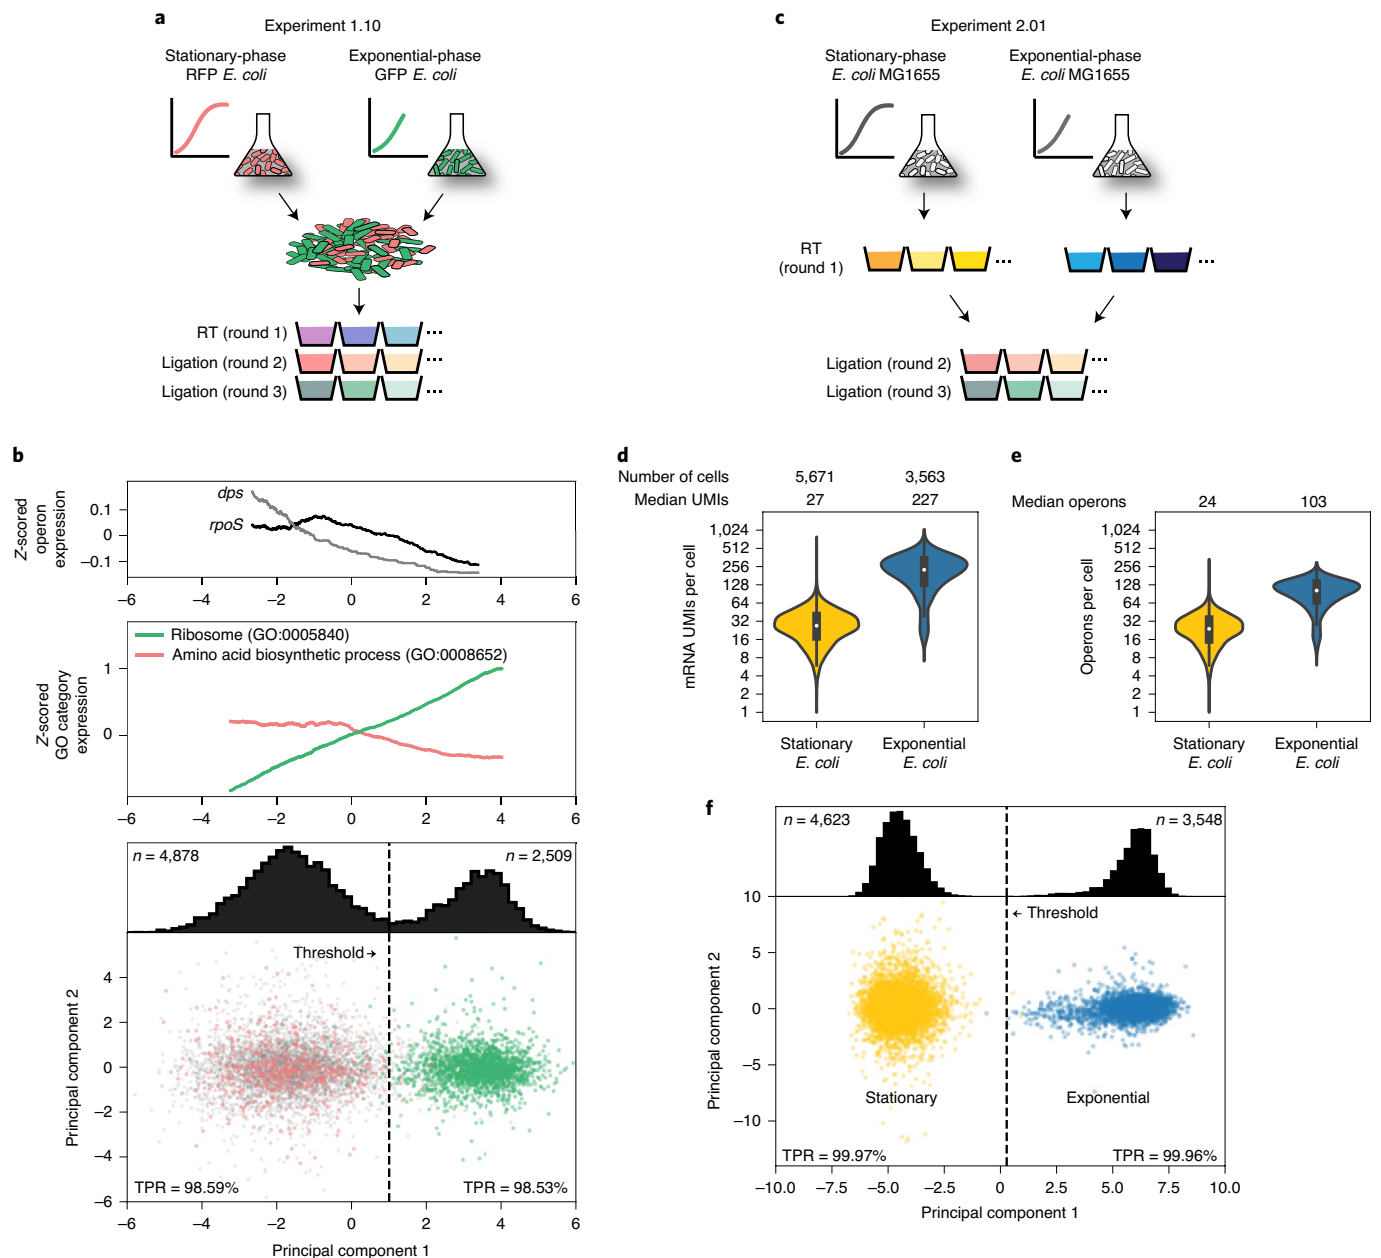 a
Experiment 1.10
Stationary-phase
RFP E. coli
Exponential-phase
GFP E. coli
RT (round 1)
Ligation (round 2)
Ligation (round 3)
c
Experiment 2.01
Stationary-phase
E. coli MG1655
Exponential-phase
E. coli MG1655
RT
(round 1)
Ligation (round 2)
Ligation (round 3)
b
Z-scored
operon
expression
0.1
0
−0.1
dps
rpoS
−6 −4 −2 0 2 4 6
Z-scored
GO category
expression
1
0
Ribosome (GO:0005840)
Amino acid biosynthetic process (GO:0008652)
−6 −4 −2 0 2 4 6
n = 4,878
n = 2,509
Threshold
Principal component 2
4
2
0
−2
−4
−6
TPR = 98.59%
TPR = 98.53%
−6 −4 −2 0 2 4 6
Principal component 1
d
Number of cells 5,671 3,563
Median UMIs 27 227
mRNA UMIs per cell
1,024
512
256
128
64
32
16
8
4
2
1
Stationary
E. coli
Exponential
E. coli
e
Median operons 24 103
Operons per cell
1,024
512
256
128
64
32
16
8
4
2
1
Stationary
E. coli
Exponential
E. coli
f
n = 4,623
n = 3,548
Threshold
Principal component 2
10
5
0
−5
−10
Stationary
Exponential
TPR = 99.97%
TPR = 99.96%
−10.0 −7.5 −5.0 −2.5 0 2.5 5.0 7.5 10.0
Principal component 1